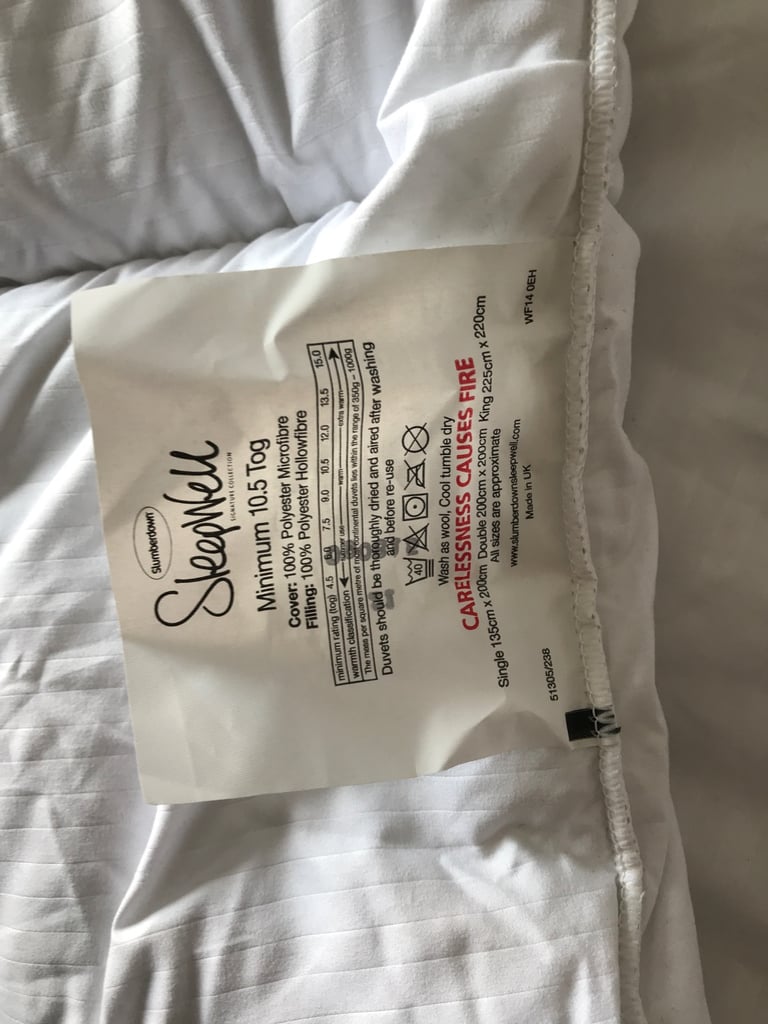 Slumberdown
SleepWell
SIGNATURE COLLECTION
Minimum 10.5 Tog
Cover: 100% Polyester Microfibre
Filling: 100% Polyester Hollowfibre
minimum rating (tog) 4.5 6.0 7.5 9.0 10.5 12.0 13.5 15.0
warmth classification summer use warm extra warm
The mass per square metre of most continental duvets lies within the range of 350g – 1000g
Duvets should be thoroughly dried and aired after washing
and before re-use
40
Wash as wool, Cool tumble dry
CARELESSNESS CAUSES FIRE
Single 135cm x 200cm Double 200cm x 200cm King 225cm x 220cm
All sizes are approximate
www.slumberdownsleepwell.com
Made in UK
51305/238 WF14 0EH